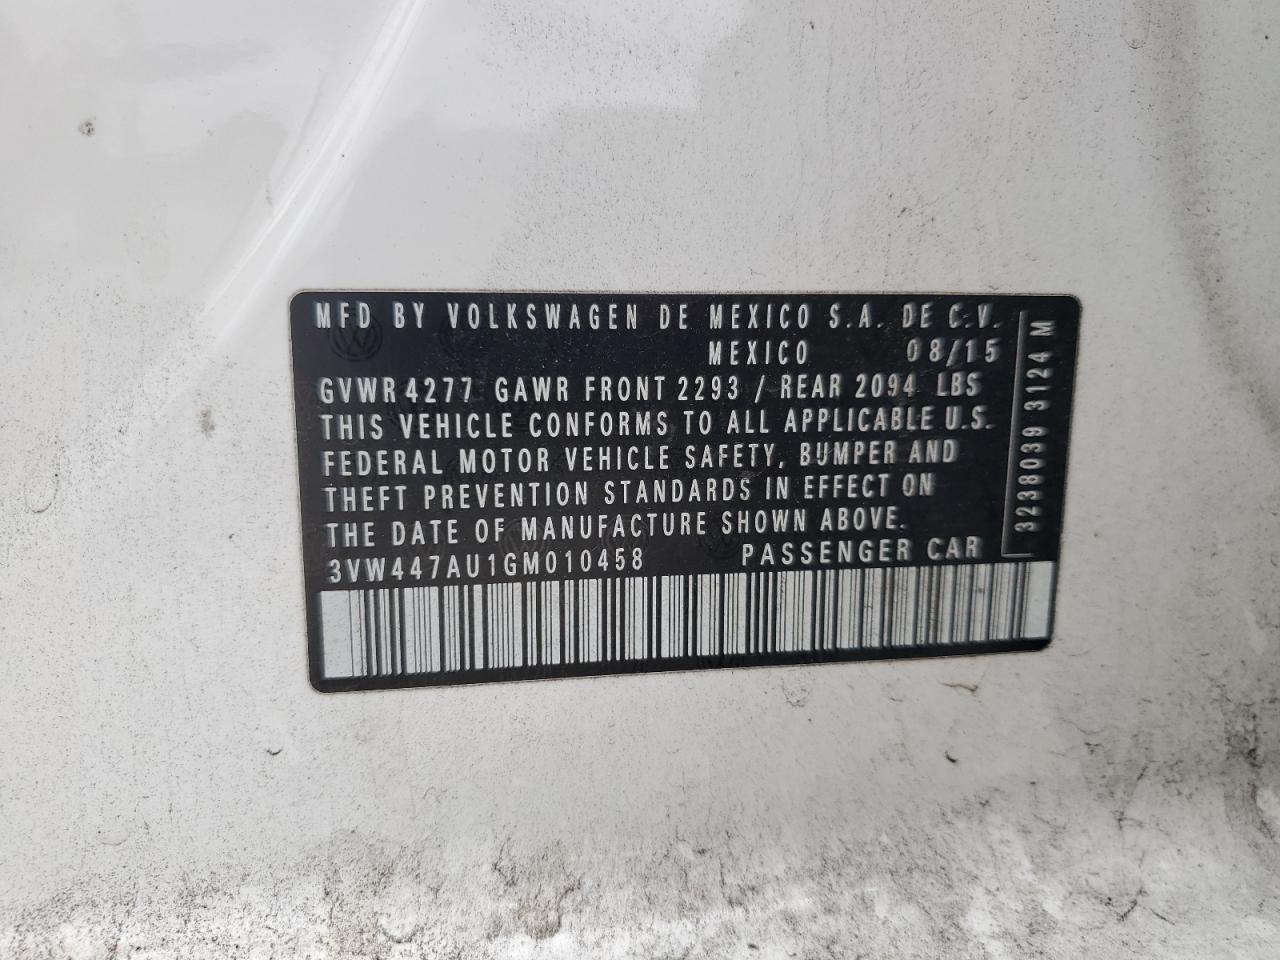 MFD BY VOLKSWAGEN DE MEXICO S.A. DE C.V.
MEXICO 08/15
GVWR 4277 GAWR FRONT 2293 / REAR 2094 LBS
THIS VEHICLE CONFORMS TO ALL APPLICABLE U.S.
FEDERAL MOTOR VEHICLE SAFETY, BUMPER AND
THEFT PREVENTION STANDARDS IN EFFECT ON
THE DATE OF MANUFACTURE SHOWN ABOVE.
3VW447AU1GM010458 PASSENGER CAR
3238039 3124 M